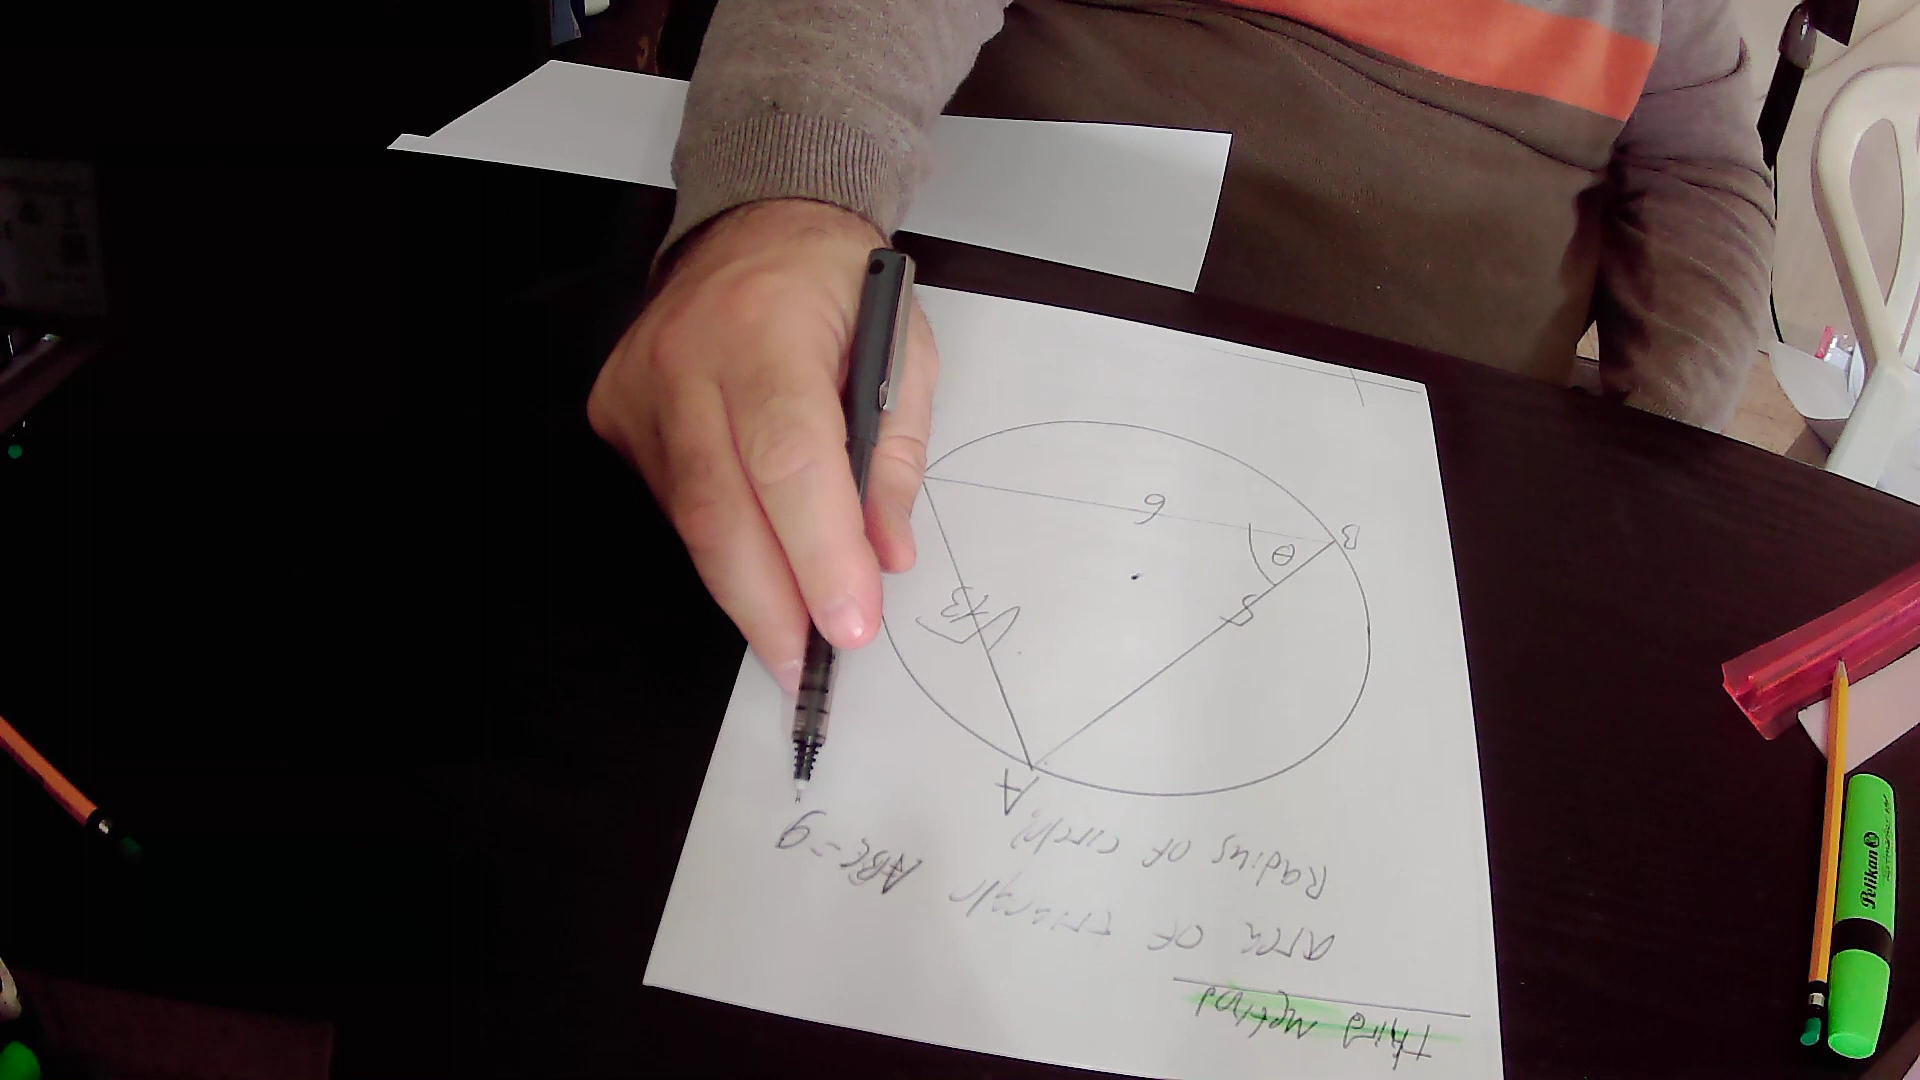 Third Method
area of triangle ABC = 9
Radius of circle?
A
√13
5
θ
B
6
Pelikan